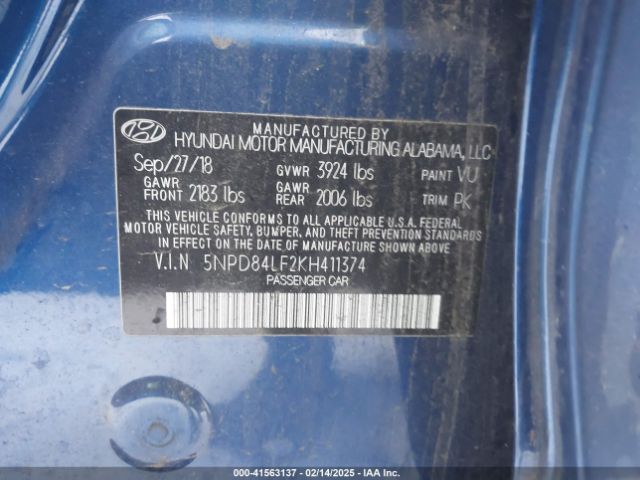 MANUFACTURED BY
HYUNDAI MOTOR MANUFACTURING ALABAMA, LLC
Sep/27/18 GVWR 3924 lbs PAINT VU
GAWR FRONT 2183 lbs GAWR REAR 2006 lbs TRIM PK
THIS VEHICLE CONFORMS TO ALL APPLICABLE U.S.A. FEDERAL
MOTOR VEHICLE SAFETY, BUMPER, AND THEFT PREVENTION STANDARDS
IN EFFECT ON THE DATE OF MANUFACTURE SHOWN ABOVE.
V.I.N 5NPD84LF2KH411374
PASSENGER CAR
000-41563137 - 02/14/2025 - IAA Inc.